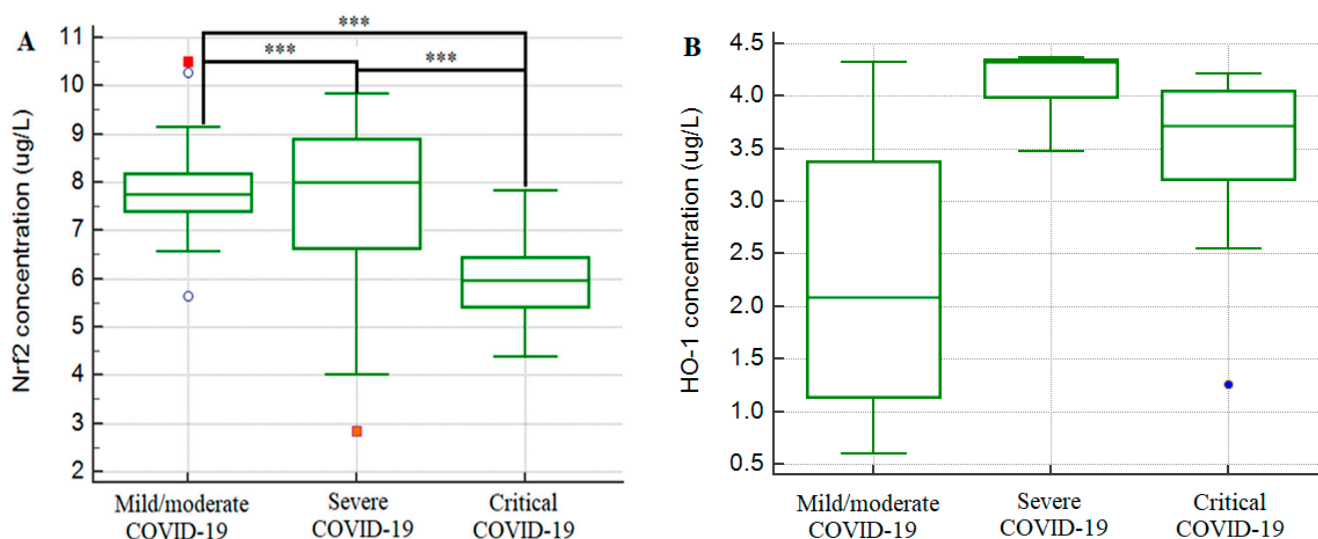 A
Nrf2 concentration (ug/L)
11
10
9
8
7
6
5
4
3
2
***
***
***
Mild/moderate
COVID-19
Severe
COVID-19
Critical
COVID-19
B
HO-1 concentration (ug/L)
4.5
4.0
3.5
3.0
2.5
2.0
1.5
1.0
0.5
Mild/moderate
COVID-19
Severe
COVID-19
Critical
COVID-19